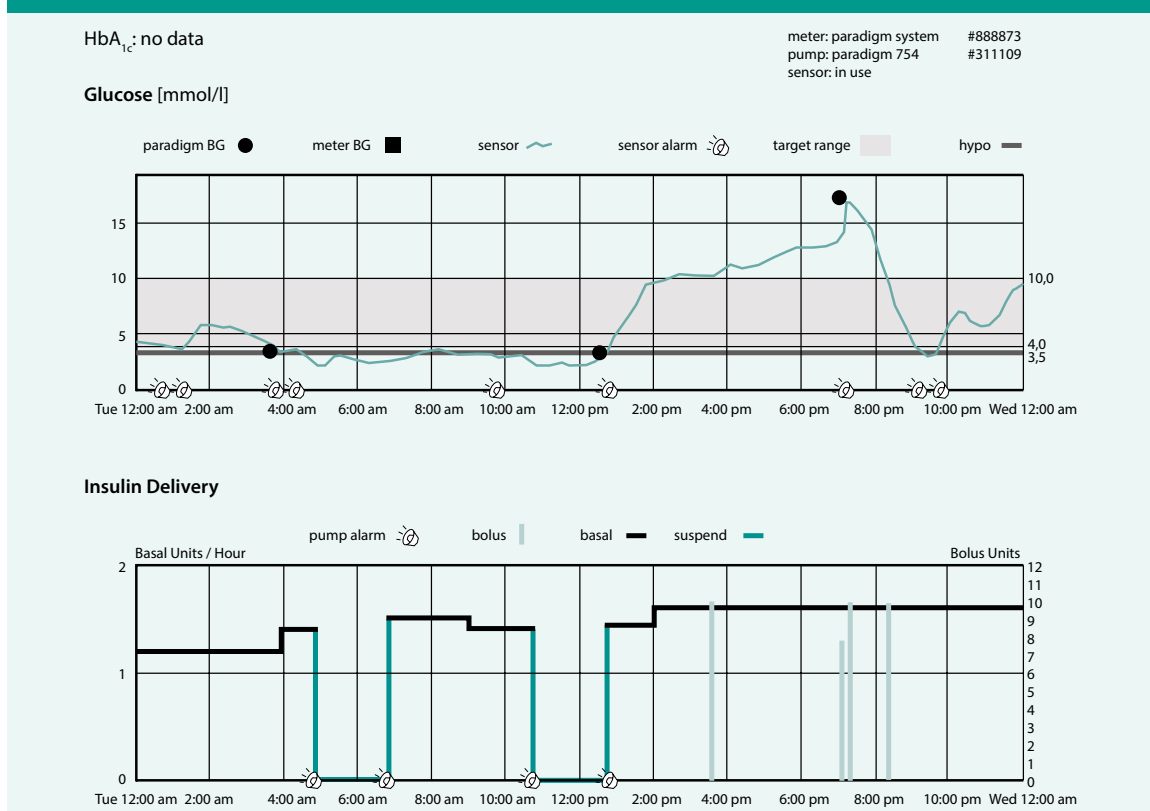 HbA1c: no data
meter: paradigm system #888873
pump: paradigm 754 #311109
sensor: in use
Glucose [mmol/l]
paradigm BG meter BG sensor sensor alarm target range hypo
15
10 10,0
5 4,0
3,5
0
Tue 12:00 am 2:00 am 4:00 am 6:00 am 8:00 am 10:00 am 12:00 pm 2:00 pm 4:00 pm 6:00 pm 8:00 pm 10:00 pm Wed 12:00 am
Insulin Delivery
pump alarm bolus basal suspend
Basal Units / Hour Bolus Units
2 12
11
10
9
8
7
1 6
5
4
3
2
1
0 0
Tue 12:00 am 2:00 am 4:00 am 6:00 am 8:00 am 10:00 am 12:00 pm 2:00 pm 4:00 pm 6:00 pm 8:00 pm 10:00 pm Wed 12:00 am